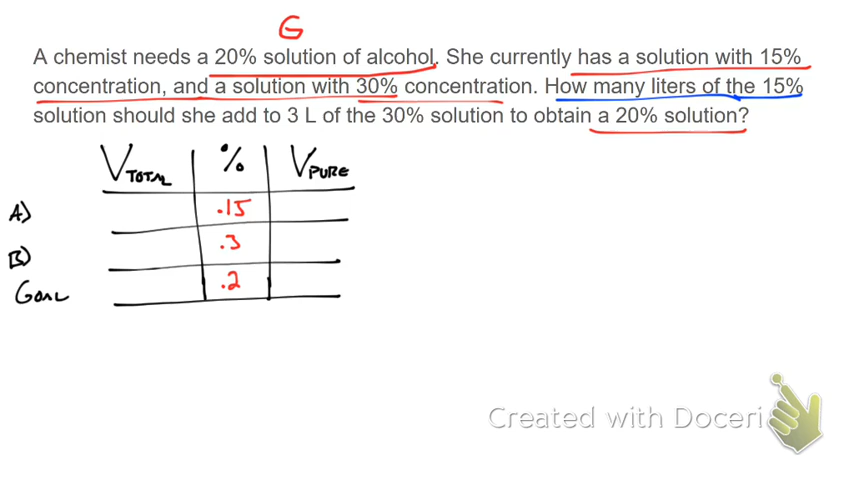 G
A chemist needs a 20% solution of alcohol. She currently has a solution with 15%
concentration, and a solution with 30% concentration. How many liters of the 15%
solution should she add to 3 L of the 30% solution to obtain a 20% solution?
VTOTAL % VPURE
A) .15
B) .3
GOAL .2
Created with Doceri